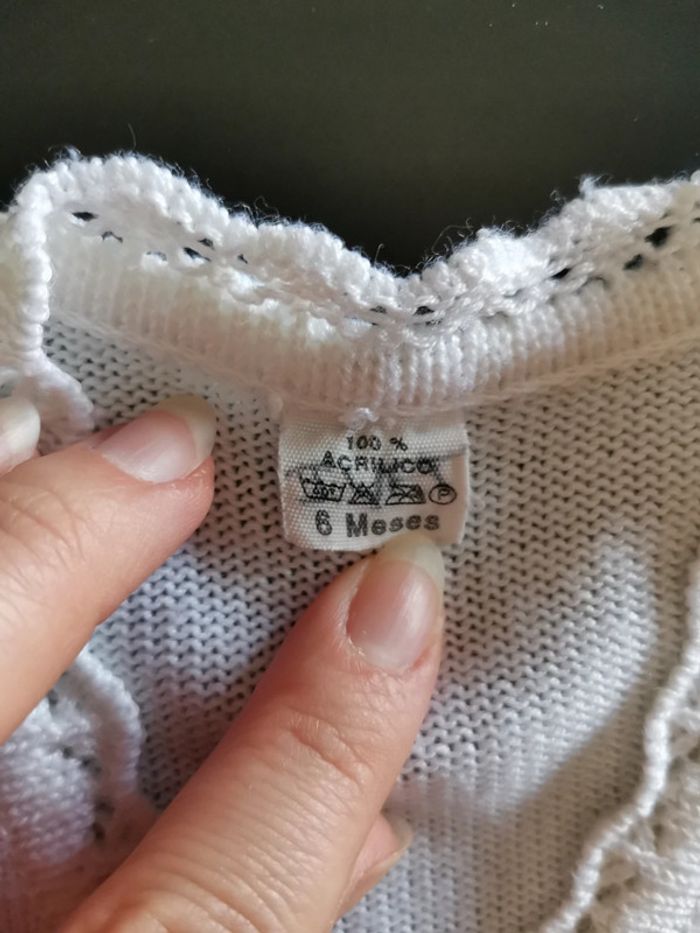 100 %
ACRILICO
P
6 Meses